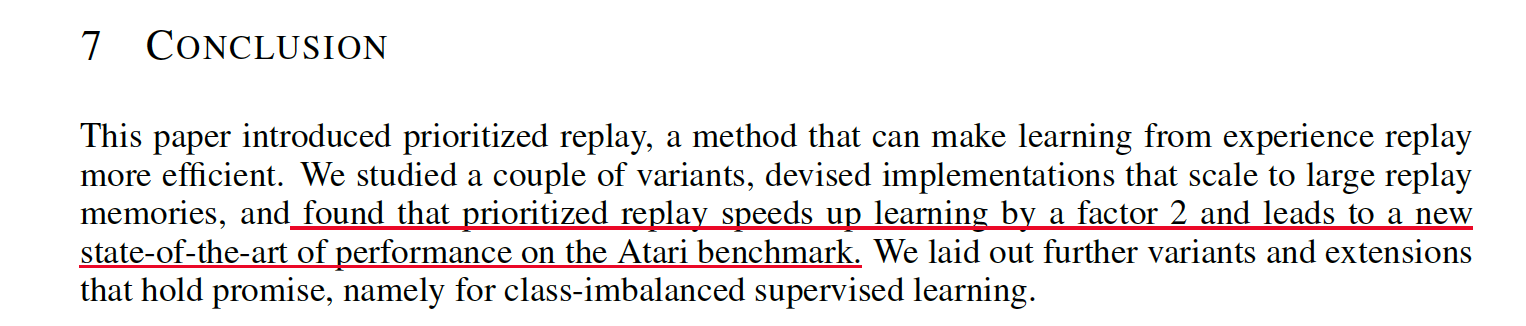 7 CONCLUSION
This paper introduced prioritized replay, a method that can make learning from experience replay
more efficient. We studied a couple of variants, devised implementations that scale to large replay
memories, and found that prioritized replay speeds up learning by a factor 2 and leads to a new
state-of-the-art of performance on the Atari benchmark. We laid out further variants and extensions
that hold promise, namely for class-imbalanced supervised learning.